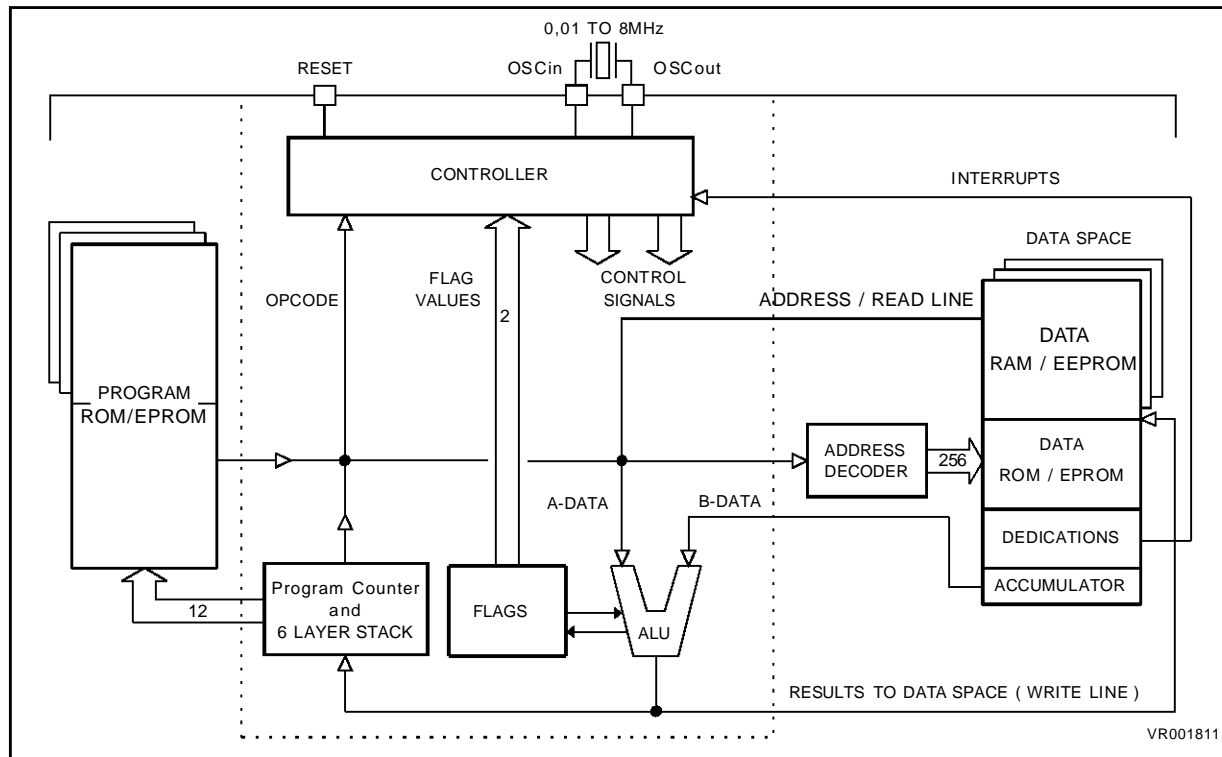 0,01 TO 8MHz
RESET
OSCin
OSCout
CONTROLLER
INTERRUPTS
DATA SPACE
OPCODE
FLAG
VALUES
2
CONTROL
SIGNALS
ADDRESS / READ LINE
DATA
RAM / EEPROM
PROGRAM
ROM/EPROM
ADDRESS
DECODER
256
DATA
ROM / EPROM
A-DATA
B-DATA
DEDICATIONS
ACCUMULATOR
12
Program Counter
and
6 LAYER STACK
FLAGS
ALU
RESULTS TO DATA SPACE ( WRITE LINE )
VR001811